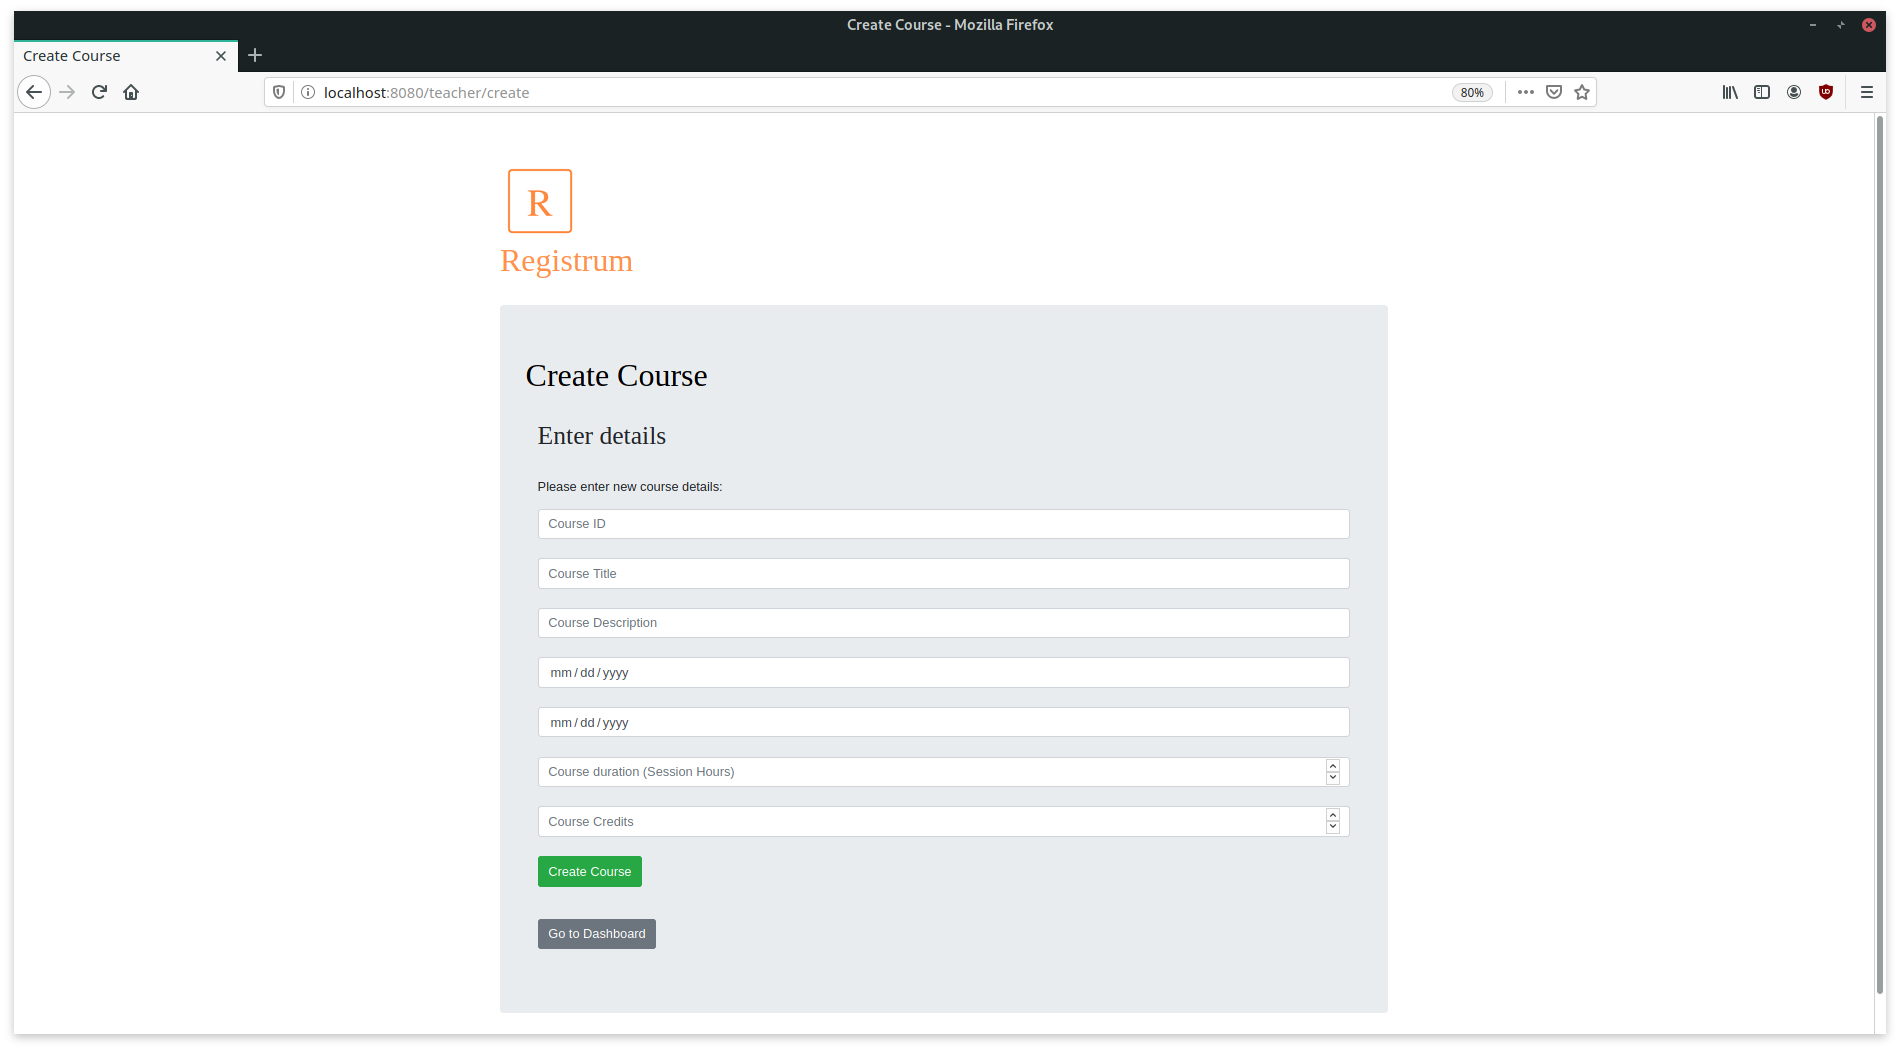 Create Course - Mozilla Firefox
Create Course
localhost:8080/teacher/create
80%
R
Registrum
Create Course
Enter details
Please enter new course details:
Course ID
Course Title
Course Description
mm / dd / yyyy
mm / dd / yyyy
Course duration (Session Hours)
Course Credits
Create Course
Go to Dashboard